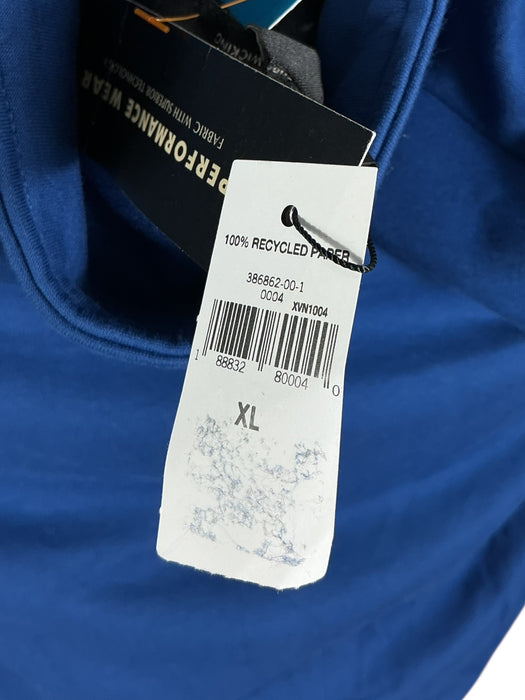 WICKING
PERFORMANCE WEAR
FABRIC WITH SUPERIOR TECHNOLOGY
100% RECYCLED PAPER
386862-00-1
0004 XVN1004
1 88832 80004 0
XL